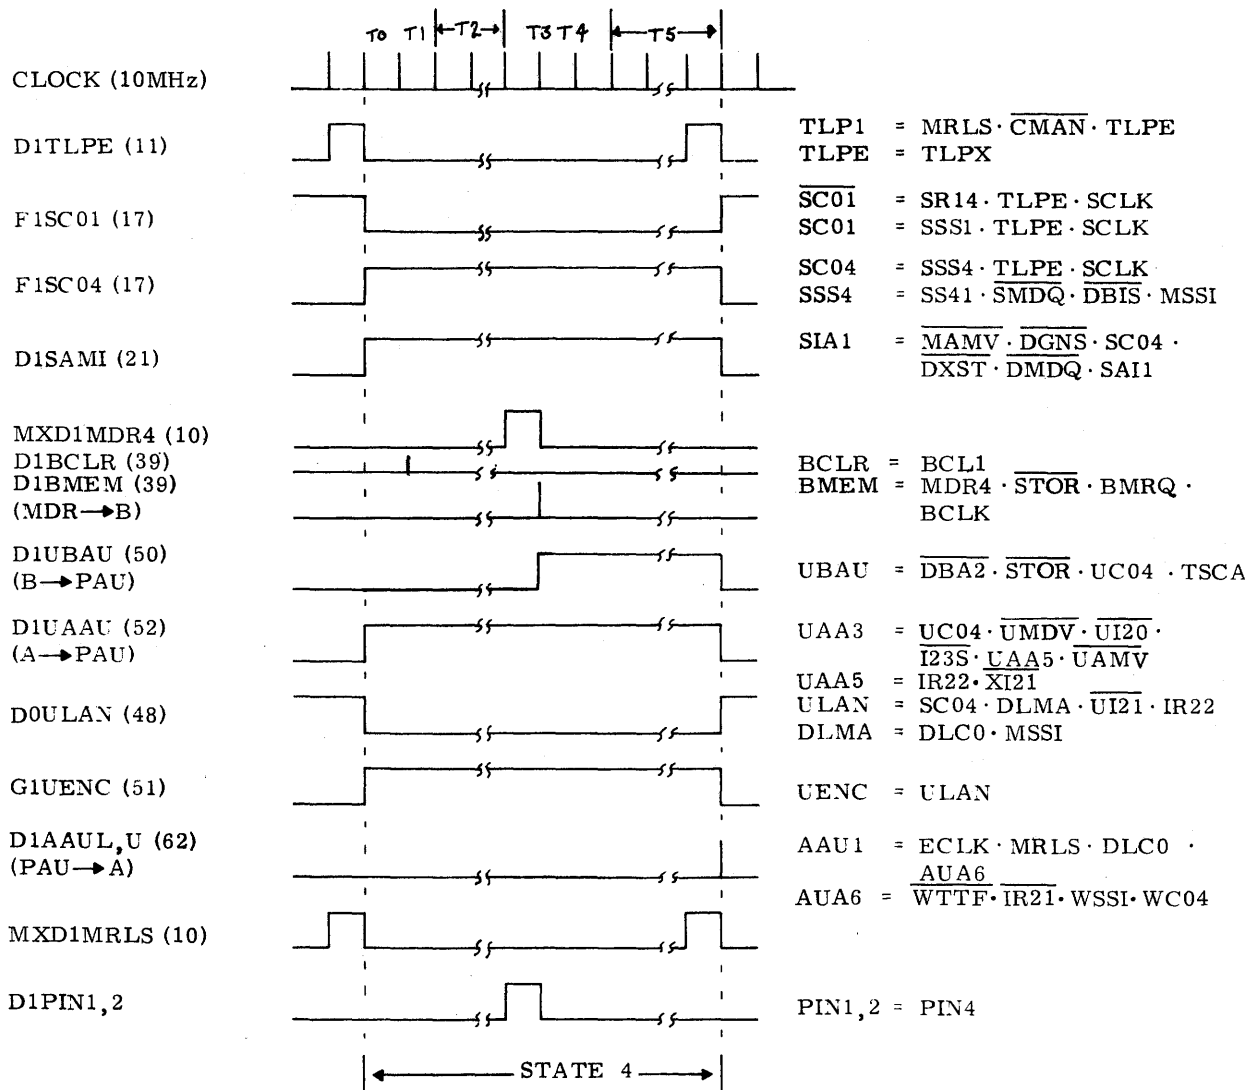 T0 T1 T2 T3 T4 T5
CLOCK (10MHz)
D1TLPE (11)
TLP1 = MRLS · CMAN · TLPE
TLPE = TLPX
F1SC01 (17)
SC01 = SR14 · TLPE · SCLK
SC01 = SSS1 · TLPE · SCLK
F1SC04 (17)
SC04 = SSS4 · TLPE · SCLK
SSS4 = SS41 · SMDQ · DBIS · MSSI
D1SAMI (21)
SIA1 = MAMV · DGNS · SC04 ·
DXST · DMDQ · SAI1
MXD1MDR4 (10)
D1BCLR (39)
BCLR = BCL1
D1BMEM (39)
(MDR→B)
BMEM = MDR4 · STOR · BMRQ ·
BCLK
D1UBAU (50)
(B→PAU)
UBAU = DBA2 · STOR · UC04 · TSCA
D1UAAU (52)
(A→PAU)
UAA3 = UC04 · UMDV · UI20 ·
I23S · UAA5 · UAMV
UAA5 = IR22 · XI21
D0ULAN (48)
ULAN = SC04 · DLMA · UI21 · IR22
DLMA = DLC0 · MSSI
G1UENC (51)
UENC = ULAN
D1AAUL,U (62)
(PAU→A)
AAU1 = ECLK · MRLS · DLC0 ·
AUA6
AUA6 = WTTF · IR21 · WSSI · WC04
MXD1MRLS (10)
D1PIN1,2
PIN1,2 = PIN4
STATE 4